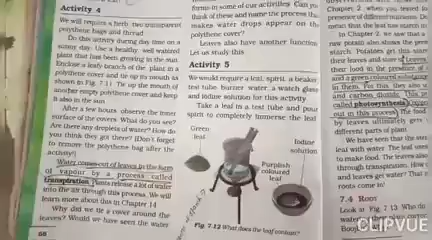 Activity 4
We will require a herb, two transparent
polythene bags and thread
Do this activity during day time on a
sunny day. Use a healthy, well watered
plant that has been growing in the sun.
Enclose a leafy branch of the plant in a
polythene cover and tie up its mouth as
shown in Fig. 7.11. Tie up the mouth of
another empty polythene cover and keep
it also in the sun.
After a few hours, observe the inner
surface of the covers. What do you see?
Are there any droplets of water? How do
you think they got there? (Don't forget
to remove the polythene bag after the
activity)
Water comes out of leaves in the form
of vapour by a process called
transpiration. Plants release a lot of water
into the air through this process. We will
learn more about this in Chapter 14
Why did we tie a cover around the
leaves? Would we have seen the water
68
forms in some of our activities. Can you
think of these and name the process that
makes water drops appear on the
polythene cover?
Leaves also have another function
Let us study this
Activity 5
We would require a leaf, spirit, a beaker
test tube, burner, water, a watch glass
and iodine solution for this activity.
Take a leaf in a test tube and pour
spirit to completely immerse the leaf
Green
leaf
Iodine
solution
Purplish
coloured
leaf
Fig. 7.12 What does the leaf contain?
Chapter 2, when you tested
presence of different nutrients. Do
mean that the leaf has starch
In Chapter 2, we saw that a
raw potato also shows the pres
starch. Potatoes get this starch
their leaves and store
Leaves
their food in the presence of
and a green coloured substance
in them. For this, they also
and carbon dioxide. This
called photosynthesis
out in this process. The food
by leaves ultimately gets
different parts of plant.
We have seen that the stem
leaf with water. The leaf uses
to make food. The leaves also
through transpiration.
and leaves get water? That
roots come in!
7.4 Root
Look at Fig. 7.13. Who do
CLIPVUE